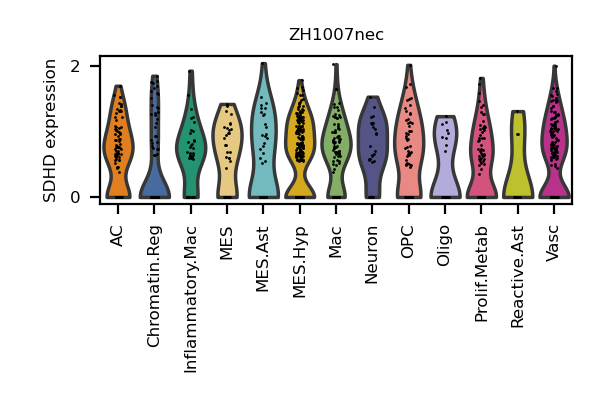 ZH1007nec
SDHD expression
2
0
AC
Chromatin.Reg
Inflammatory.Mac
MES
MES.Ast
MES.Hyp
Mac
Neuron
OPC
Oligo
Prolif.Metab
Reactive.Ast
Vasc